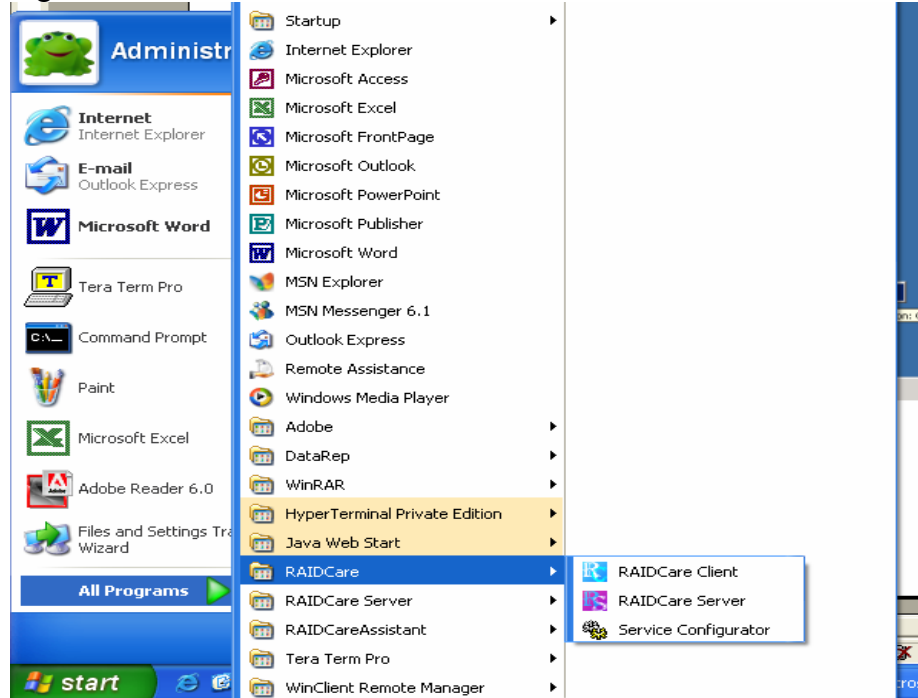 Administr
Internet
Internet Explorer
E-mail
Outlook Express
Microsoft Word
Tera Term Pro
Command Prompt
Paint
Microsoft Excel
Adobe Reader 6.0
Files and Settings Tra
Wizard
All Programs
start
Startup
Internet Explorer
Microsoft Access
Microsoft Excel
Microsoft FrontPage
Microsoft Outlook
Microsoft PowerPoint
Microsoft Publisher
Microsoft Word
MSN Explorer
MSN Messenger 6.1
Outlook Express
Remote Assistance
Windows Media Player
Adobe
DataRep
WinRAR
HyperTerminal Private Edition
Java Web Start
RAIDCare
RAIDCare Server
RAIDCareAssistant
Tera Term Pro
WinClient Remote Manager
RAIDCare Client
RAIDCare Server
Service Configurator